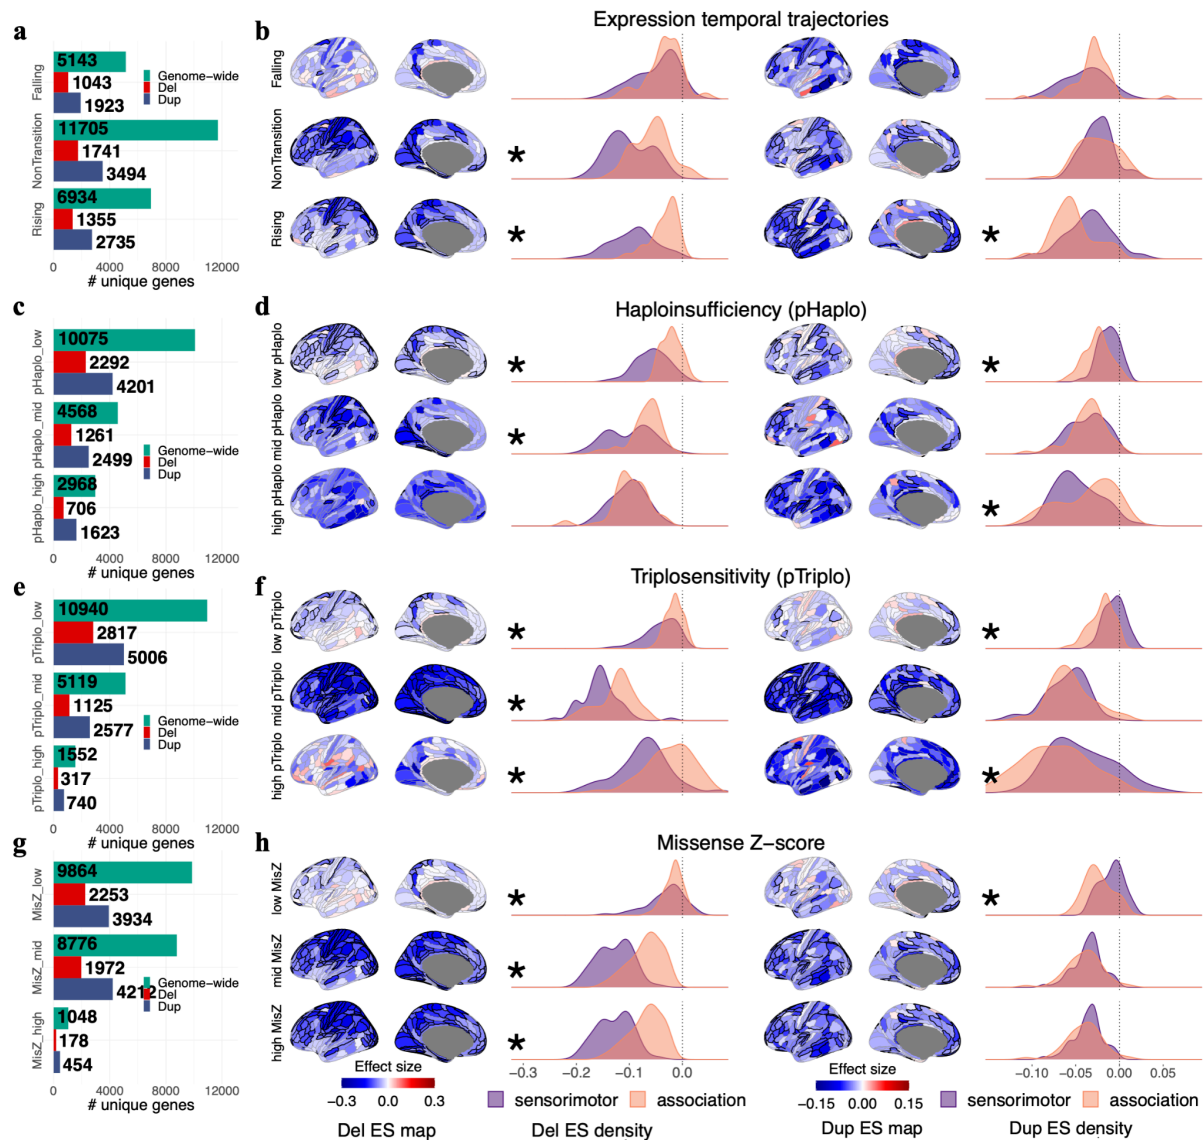 a
5143
1043
1923
11705
1741
3494
6934
1355
2735
Falling
NonTransition
Rising
Genome-wide
Del
Dup
0 4000 8000 12000
# unique genes
b
Expression temporal trajectories
Falling
NonTransition
*
Rising
* *
c
10075
2292
4201
4568
1261
2499
2968
706
1623
pHaplo_low
pHaplo_mid
pHaplo_high
Genome-wide
Del
Dup
0 4000 8000 12000
# unique genes
d
Haploinsufficiency (pHaplo)
low pHaplo
* *
mid pHaplo
*
high pHaplo
*
e
10940
2817
5006
5119
1125
2577
1552
317
740
pTriplo_low
pTriplo_mid
pTriplo_high
Genome-wide
Del
Dup
0 4000 8000 12000
# unique genes
f
Triplosensitivity (pTriplo)
low pTriplo
* *
mid pTriplo
*
high pTriplo
* *
g
9864
2253
3934
8776
1972
4212
1048
178
454
MisZ_low
MisZ_mid
MisZ_high
Genome-wide
Del
Dup
0 4000 8000 12000
# unique genes
h
Missense Z-score
low MisZ
* *
mid MisZ
*
high MisZ
*
Effect size
−0.3 0.00 0.3
Del ES map
−0.3 −0.2 −0.1 0.0
sensorimotor association
Del ES density
Effect size
−0.15 0.00 0.15
Dup ES map
−0.05 0.00 0.05
sensorimotor association
Dup ES density